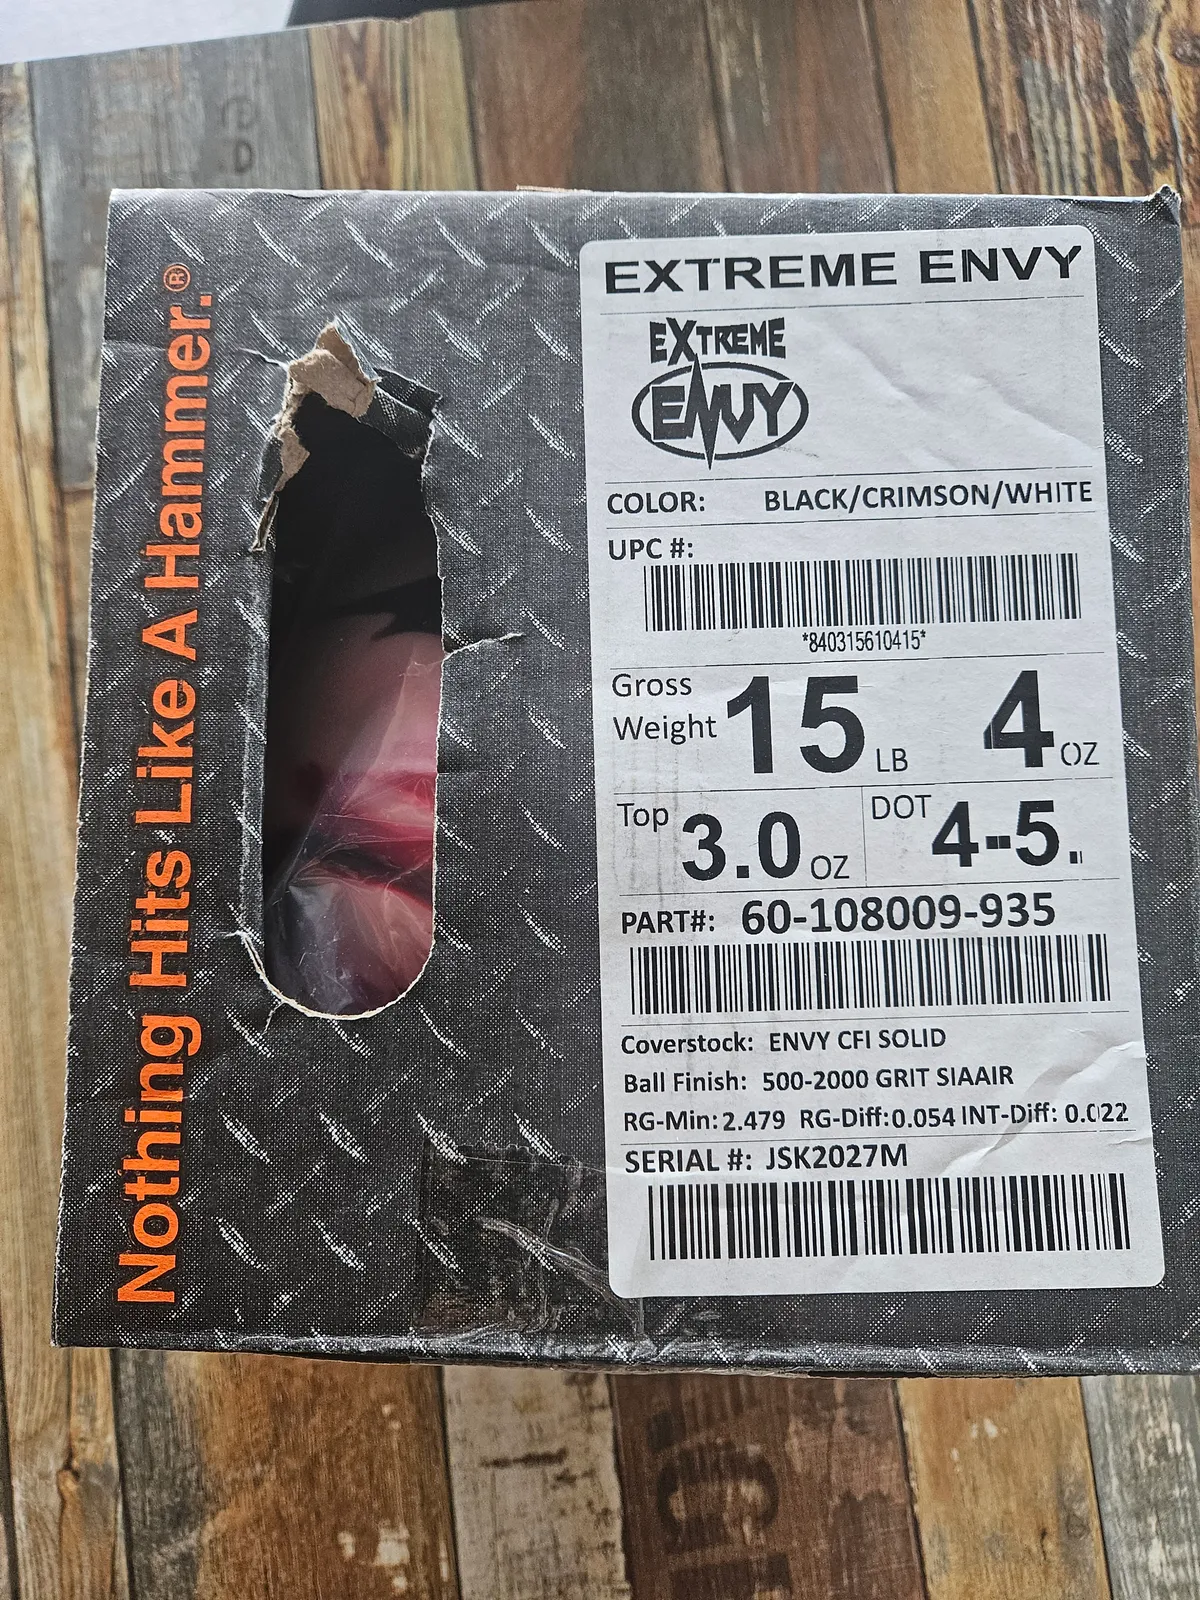 Nothing Hits Like A Hammer.®
EXTREME ENVY
EXTREME
ENVY
COLOR: BLACK/CRIMSON/WHITE
UPC #:
*840315610415*
Gross
Weight 15 LB 4 OZ
Top 3.0 OZ DOT 4-5.
PART#: 60-108009-935
Coverstock: ENVY CFI SOLID
Ball Finish: 500-2000 GRIT SIAAIR
RG-Min: 2.479 RG-Diff: 0.054 INT-Diff: 0.022
SERIAL #: JSK2027M